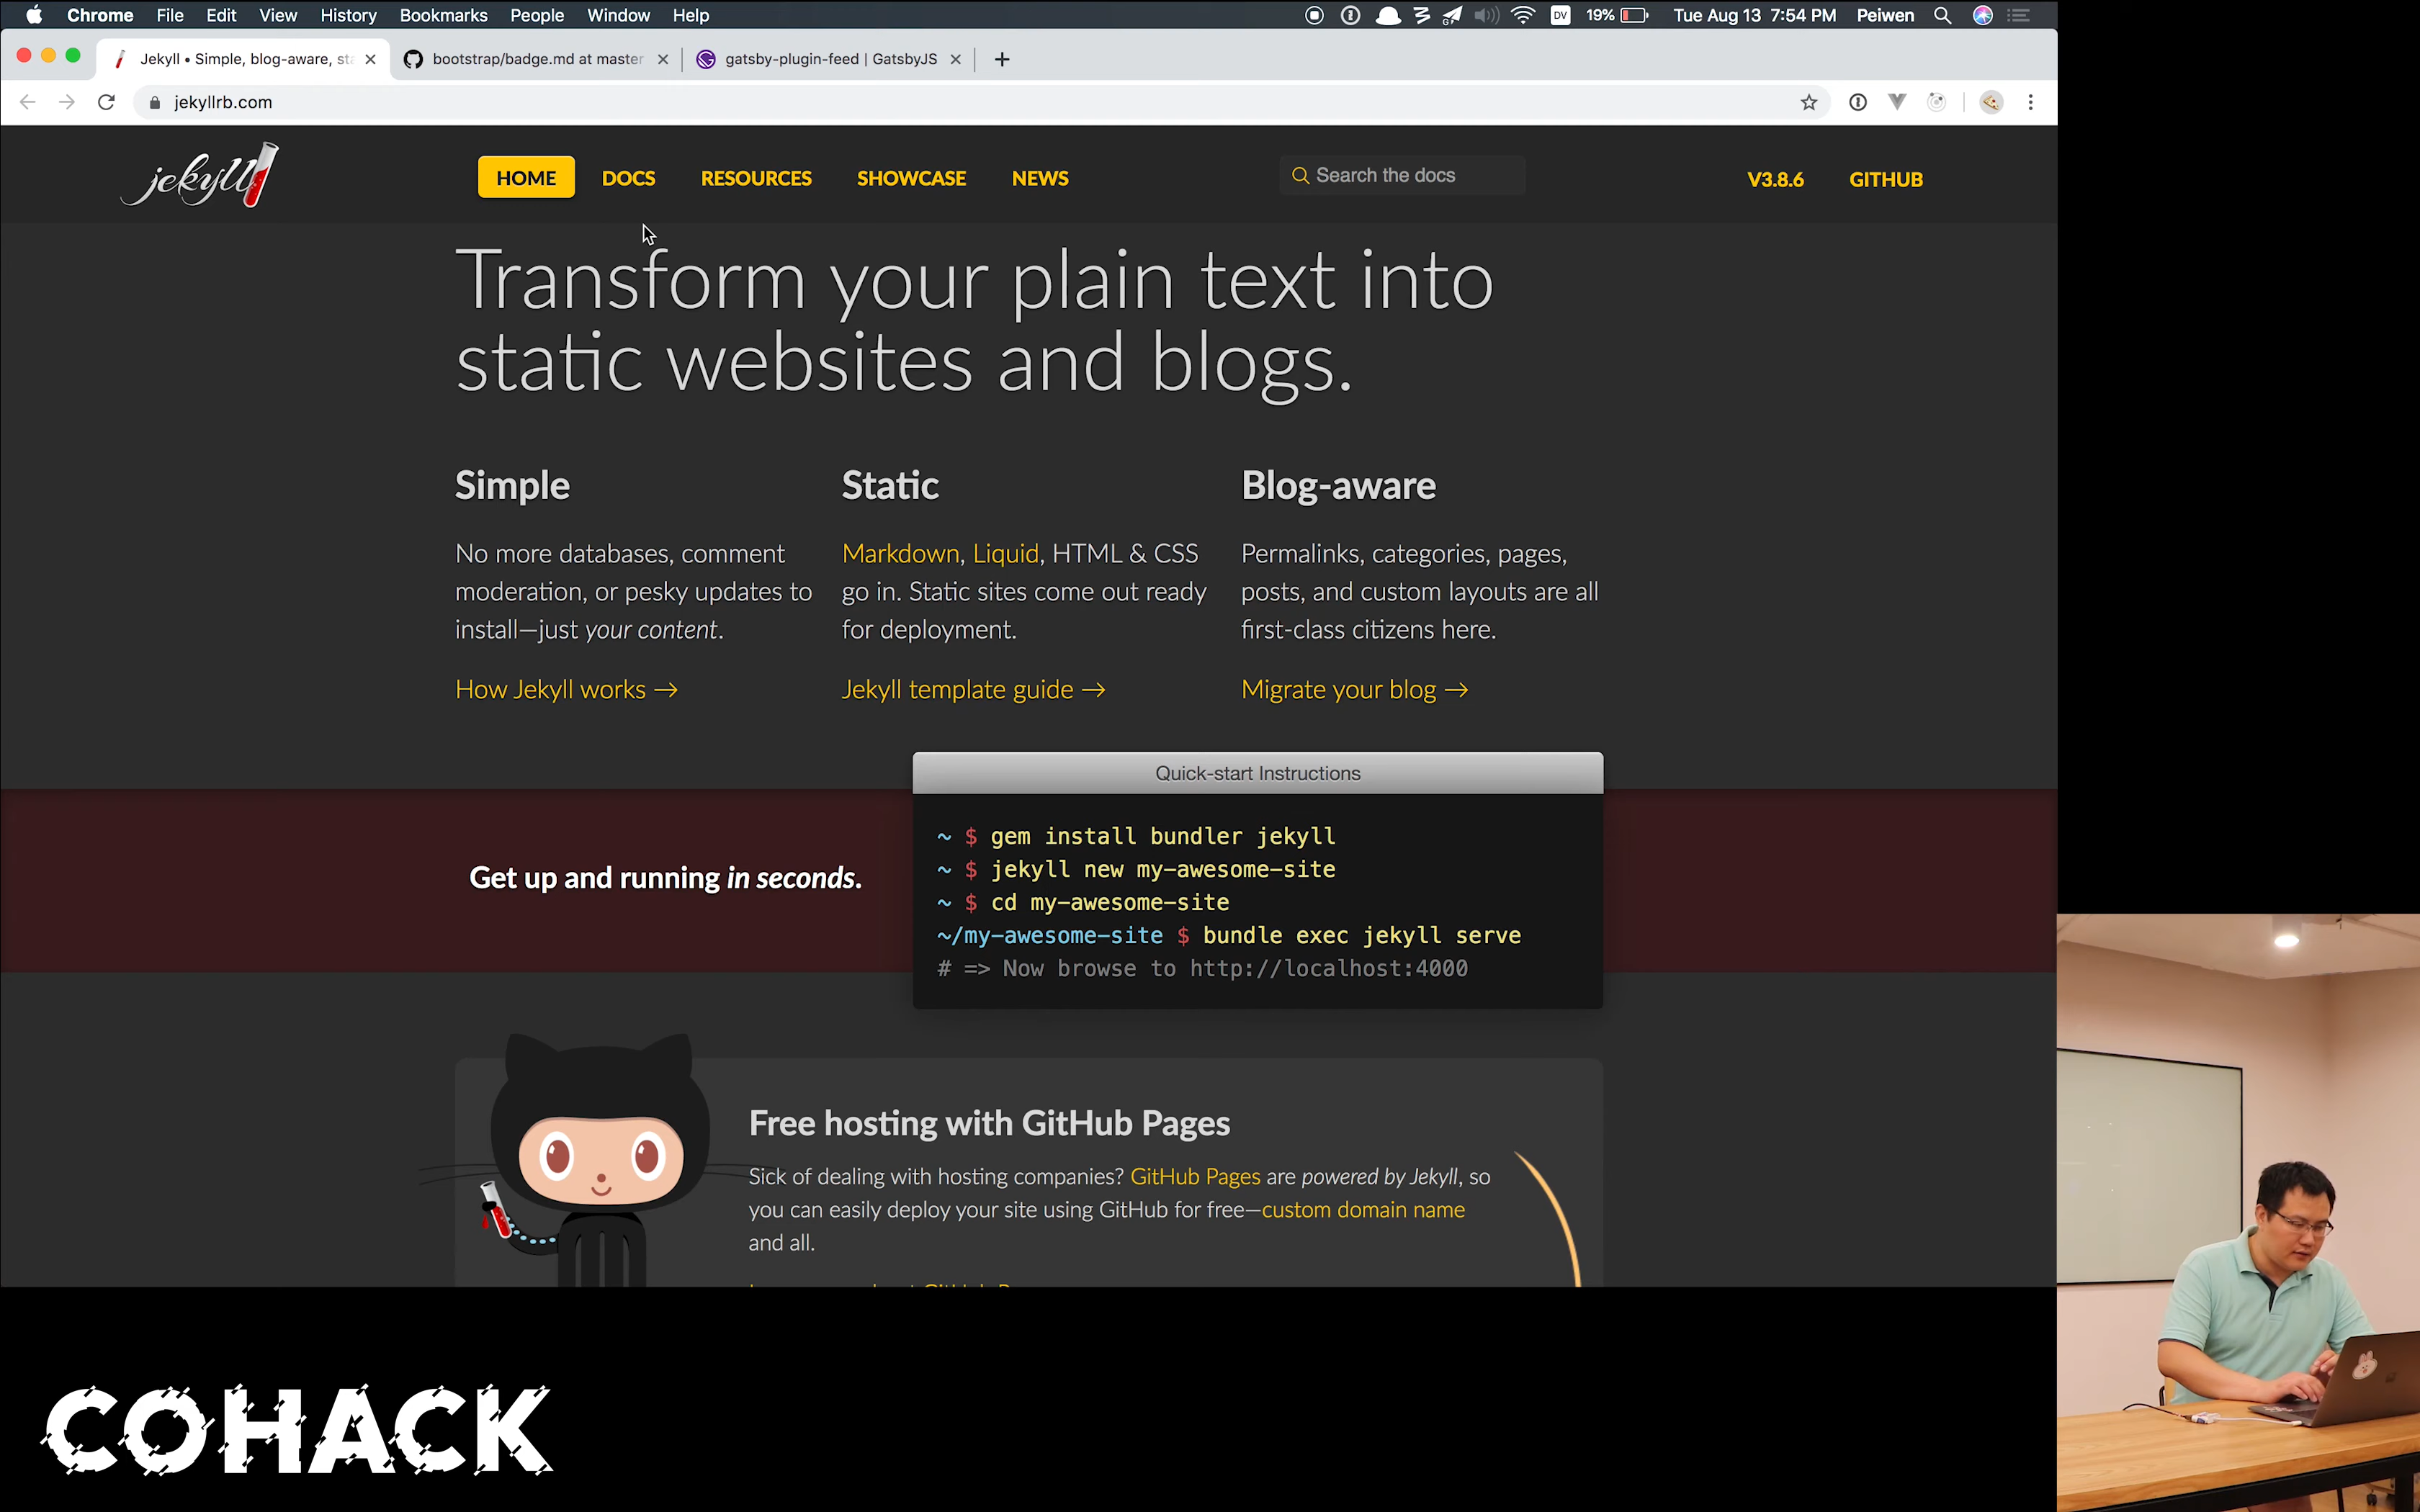 Chrome File Edit View History Bookmarks People Window Help DV 19% Tue Aug 13 7:54 PM Peiwen
Jekyll • Simple, blog-aware, sta
bootstrap/badge.md at master
gatsby-plugin-feed | GatsbyJS
jekyllrb.com
jekyll
HOME DOCS RESOURCES SHOWCASE NEWS Search the docs V3.8.6 GITHUB
Transform your plain text into
static websites and blogs.
Simple
No more databases, comment
moderation, or pesky updates to
install—just your content.
How Jekyll works →
Static
Markdown, Liquid, HTML & CSS
go in. Static sites come out ready
for deployment.
Jekyll template guide →
Blog-aware
Permalinks, categories, pages,
posts, and custom layouts are all
first-class citizens here.
Migrate your blog →
Get up and running in seconds.
Quick-start Instructions
~ $ gem install bundler jekyll
~ $ jekyll new my-awesome-site
~ $ cd my-awesome-site
~/my-awesome-site $ bundle exec jekyll serve
# => Now browse to http://localhost:4000
Free hosting with GitHub Pages
Sick of dealing with hosting companies? GitHub Pages are powered by Jekyll, so
you can easily deploy your site using GitHub for free—custom domain name
and all.
COHACK